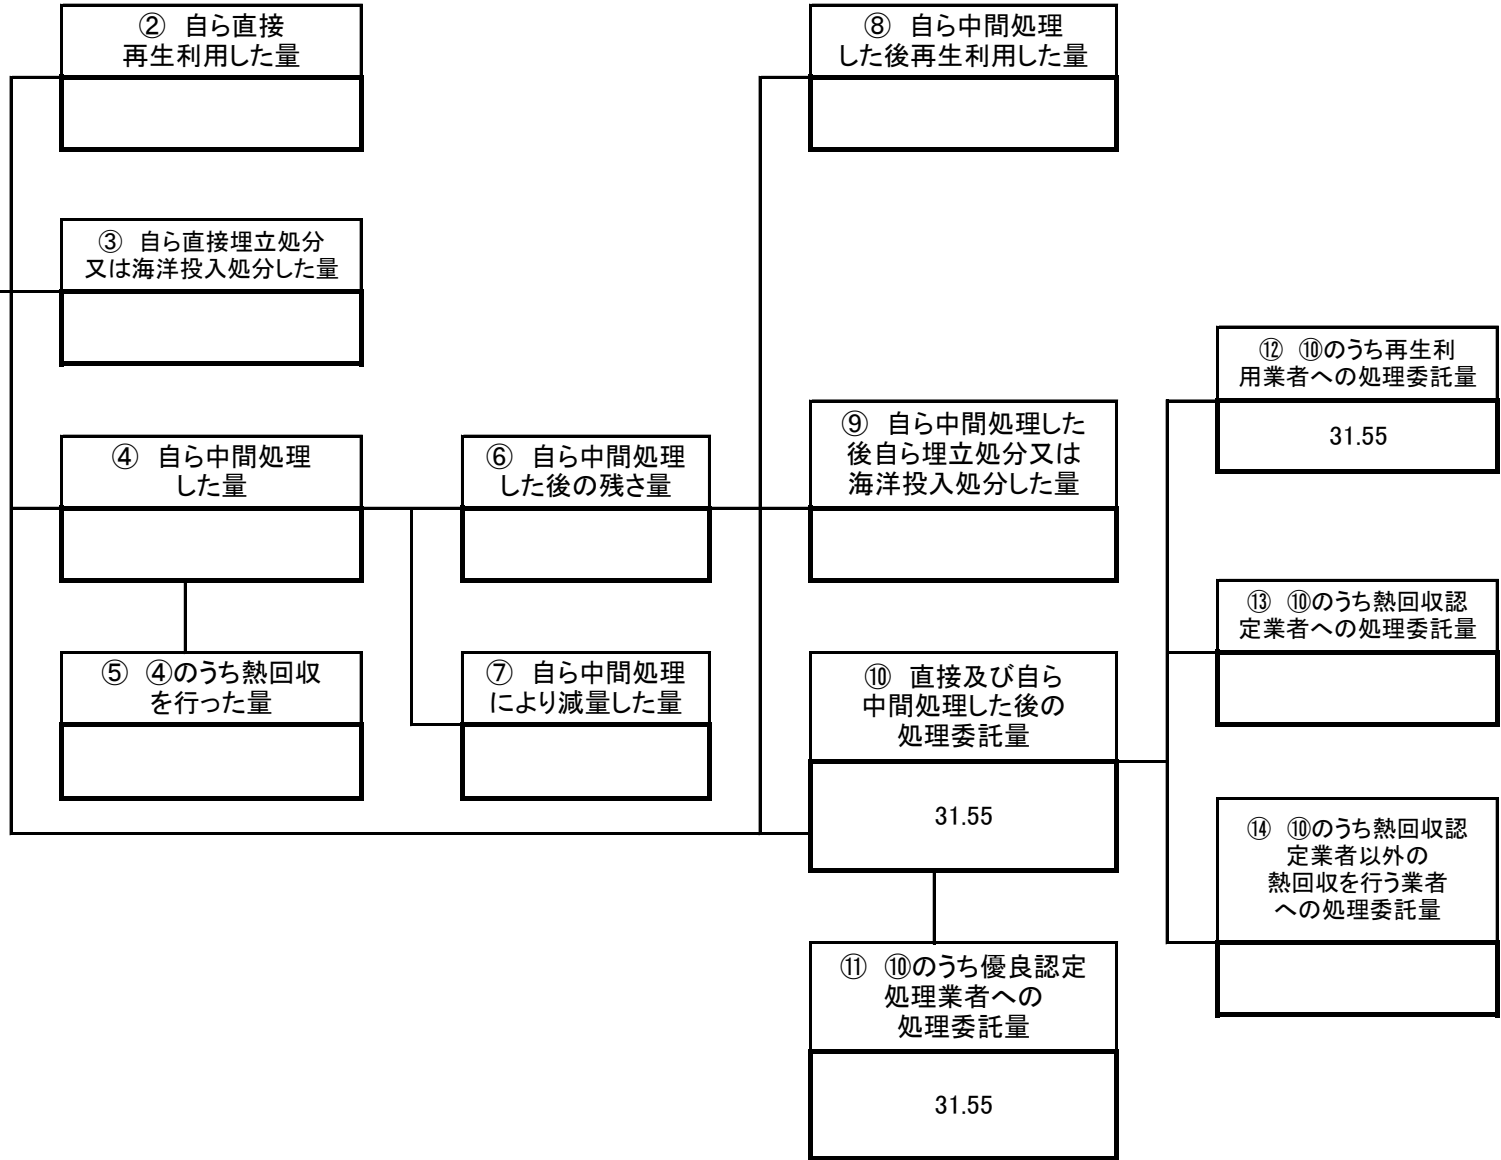 ② 自ら直接
再生利用した量
⑧ 自ら中間処理
した後再生利用した量
③ 自ら直接埋立処分
又は海洋投入処分した量
⑫ ⑩のうち再生利
用業者への処理委託量
31.55
④ 自ら中間処理
した量
⑥ 自ら中間処理
した後の残さ量
⑨ 自ら中間処理した
後自ら埋立処分又は
海洋投入処分した量
⑬ ⑩のうち熱回収認
定業者への処理委託量
⑤ ④のうち熱回収
を行った量
⑦ 自ら中間処理
により減量した量
⑩ 直接及び自ら
中間処理した後の
処理委託量
31.55
⑭ ⑩のうち熱回収認
定業者以外の
熱回収を行う業者
への処理委託量
⑪ ⑩のうち優良認定
処理業者への
処理委託量
31.55